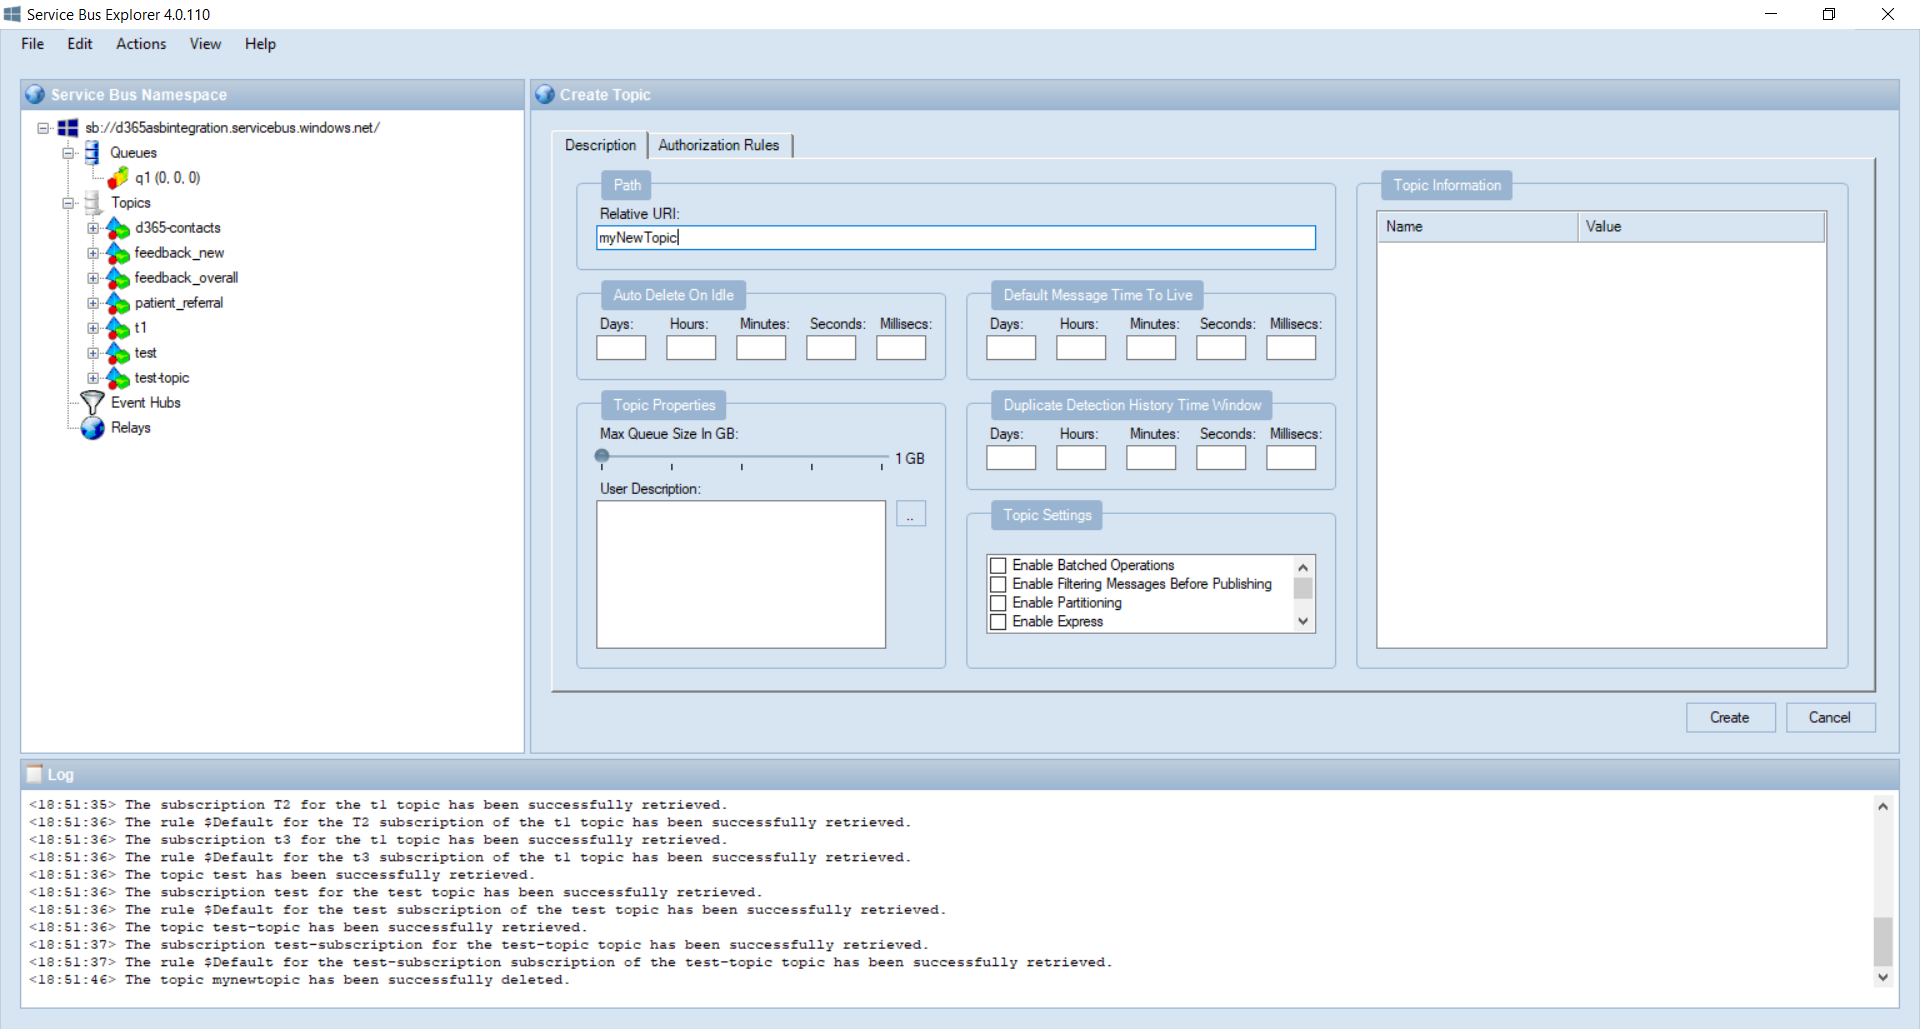 Service Bus Explorer 4.0.110
File Edit Actions View Help
Service Bus Namespace
sb://d365asbintegration.servicebus.windows.net/
Queues
q1 (0, 0, 0)
Topics
d365-contacts
feedback_new
feedback_overall
patient_referral
t1
test
test-topic
Event Hubs
Relays
Create Topic
Description Authorization Rules
Path
Relative URI:
myNewTopic
Auto Delete On Idle
Days: Hours: Minutes: Seconds: Millisecs:
Default Message Time To Live
Days: Hours: Minutes: Seconds: Millisecs:
Topic Properties
Max Queue Size In GB:
1 GB
User Description:
..
Duplicate Detection History Time Window
Days: Hours: Minutes: Seconds: Millisecs:
Topic Settings
Enable Batched Operations
Enable Filtering Messages Before Publishing
Enable Partitioning
Enable Express
Topic Information
Name Value
Create Cancel
Log
<18:51:35> The subscription T2 for the t1 topic has been successfully retrieved.
<18:51:36> The rule $Default for the T2 subscription of the t1 topic has been successfully retrieved.
<18:51:36> The subscription t3 for the t1 topic has been successfully retrieved.
<18:51:36> The rule $Default for the t3 subscription of the t1 topic has been successfully retrieved.
<18:51:36> The topic test has been successfully retrieved.
<18:51:36> The subscription test for the test topic has been successfully retrieved.
<18:51:36> The rule $Default for the test subscription of the test topic has been successfully retrieved.
<18:51:36> The topic test-topic has been successfully retrieved.
<18:51:37> The subscription test-subscription for the test-topic topic has been successfully retrieved.
<18:51:37> The rule $Default for the test-subscription subscription of the test-topic topic has been successfully retrieved.
<18:51:46> The topic mynewtopic has been successfully deleted.